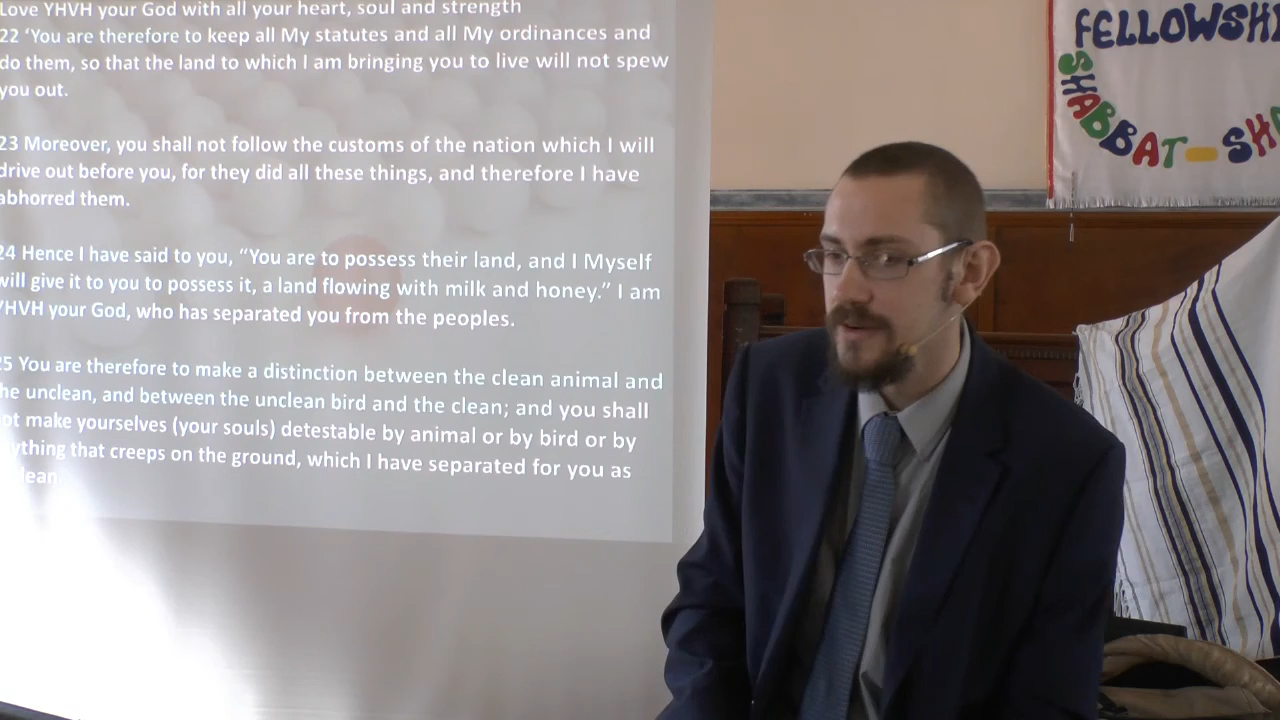 Love YHVH your God with all your heart, soul and strength
22 ‘You are therefore to keep all My statutes and all My ordinances and
do them, so that the land to which I am bringing you to live will not spew
you out.
23 Moreover, you shall not follow the customs of the nation which I will
drive out before you, for they did all these things, and therefore I have
abhorred them.
24 Hence I have said to you, “You are to possess their land, and I Myself
will give it to you to possess it, a land flowing with milk and honey.” I am
YHVH your God, who has separated you from the peoples.
25 You are therefore to make a distinction between the clean animal and
the unclean, and between the unclean bird and the clean; and you shall
not make yourselves (your souls) detestable by animal or by bird or by
ything that creeps on the ground, which I have separated for you as
lean
FELLOWSHI
SHABBAT-SH